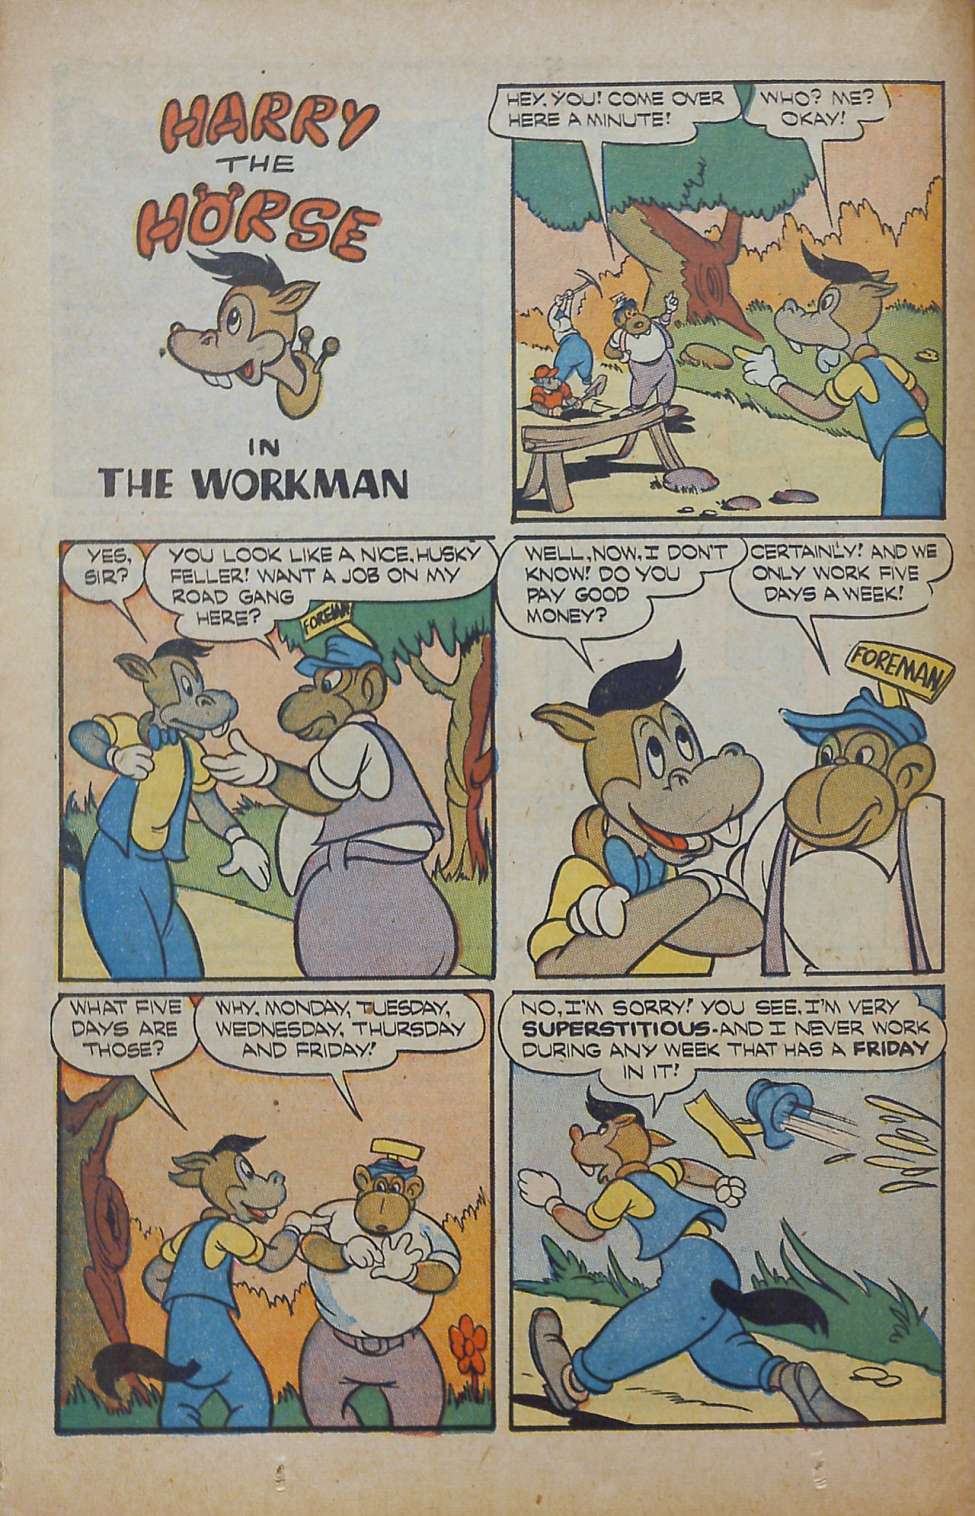 HARRY
THE
HORSE
IN
THE WORKMAN
HEY, YOU! COME OVER
HERE A MINUTE!
WHO? ME?
OKAY!
YES,
SIR?
YOU LOOK LIKE A NICE, HUSKY
FELLER! WANT A JOB ON MY
ROAD GANG
HERE?
FOREMAN
WELL, NOW, I DON'T
KNOW! DO YOU
PAY GOOD
MONEY?
CERTAINLY! AND WE
ONLY WORK FIVE
DAYS A WEEK!
FOREMAN
WHAT FIVE
DAYS ARE
THOSE?
WHY, MONDAY, TUESDAY,
WEDNESDAY, THURSDAY
AND FRIDAY!
NO, I'M SORRY! YOU SEE, I'M VERY
SUPERSTITIOUS-AND I NEVER WORK
DURING ANY WEEK THAT HAS A FRIDAY
IN IT!